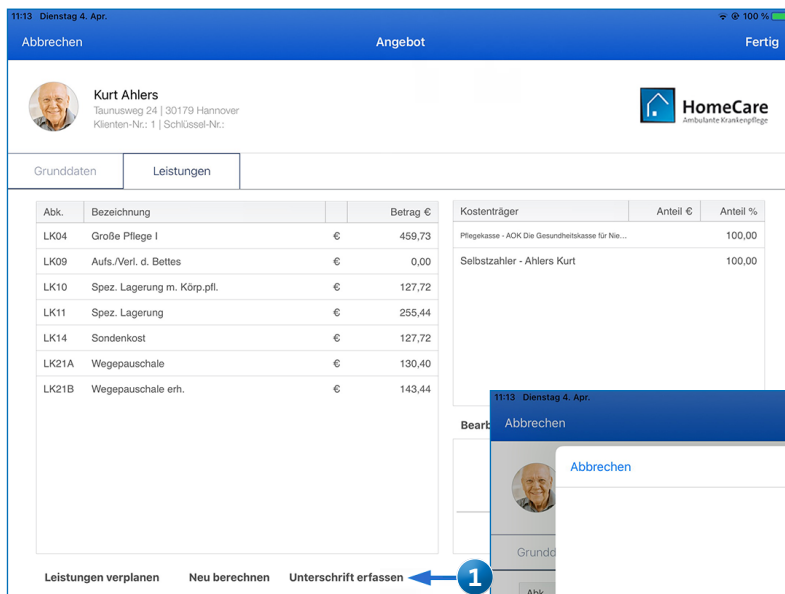 11:13 Dienstag 4. Apr.
100 %
Abbrechen
Angebot
Fertig
Kurt Ahlers
Taunusweg 24 | 30179 Hannover
Klienten-Nr.: 1 | Schlüssel-Nr.:
HomeCare
Ambulante Krankenpflege
Grunddaten
Leistungen
Abk. Bezeichnung Betrag €
LK04 Große Pflege I € 459,73
LK09 Aufs./Verl. d. Bettes € 0,00
LK10 Spez. Lagerung m. Körp.pfl. € 127,72
LK11 Spez. Lagerung € 255,44
LK14 Sondenkost € 127,72
LK21A Wegepauschale € 130,40
LK21B Wegepauschale erh. € 143,44
Kostenträger Anteil € Anteil %
Pflegekasse - AOK Die Gesundheitskasse für Nie... 100,00
Selbstzahler - Ahlers Kurt 100,00
Bearb
Leistungen verplanen
Neu berechnen
Unterschrift erfassen
1
11:13 Dienstag 4. Apr.
Abbrechen
Abbrechen
Grundd
Abk.